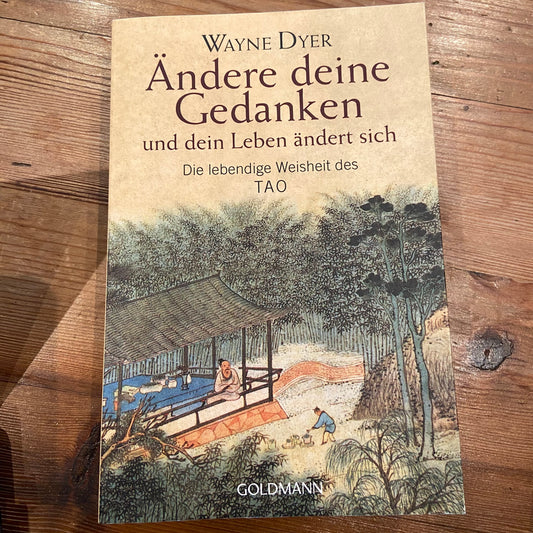 WAYNE DYER
Ändere deine
Gedanken
und dein Leben ändert sich
Die lebendige Weisheit des
TAO
GOLDMANN